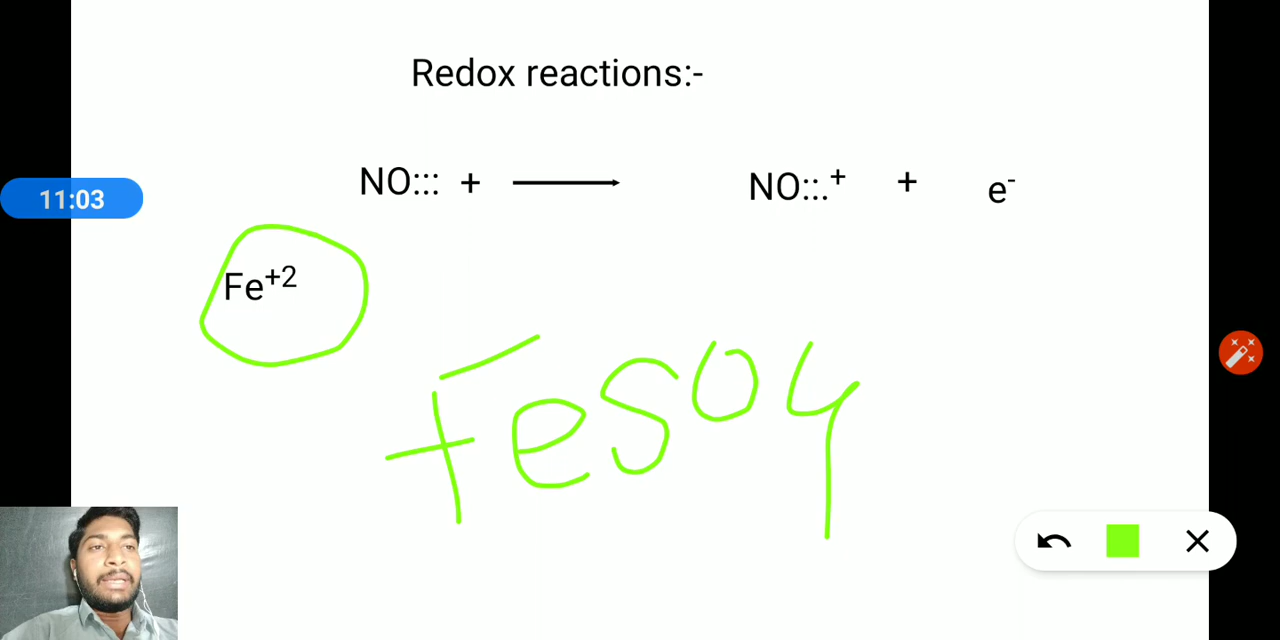 Redox reactions:-
NO::: + NO::.⁺ + e⁻
11:03
Fe⁺²
FeSO4